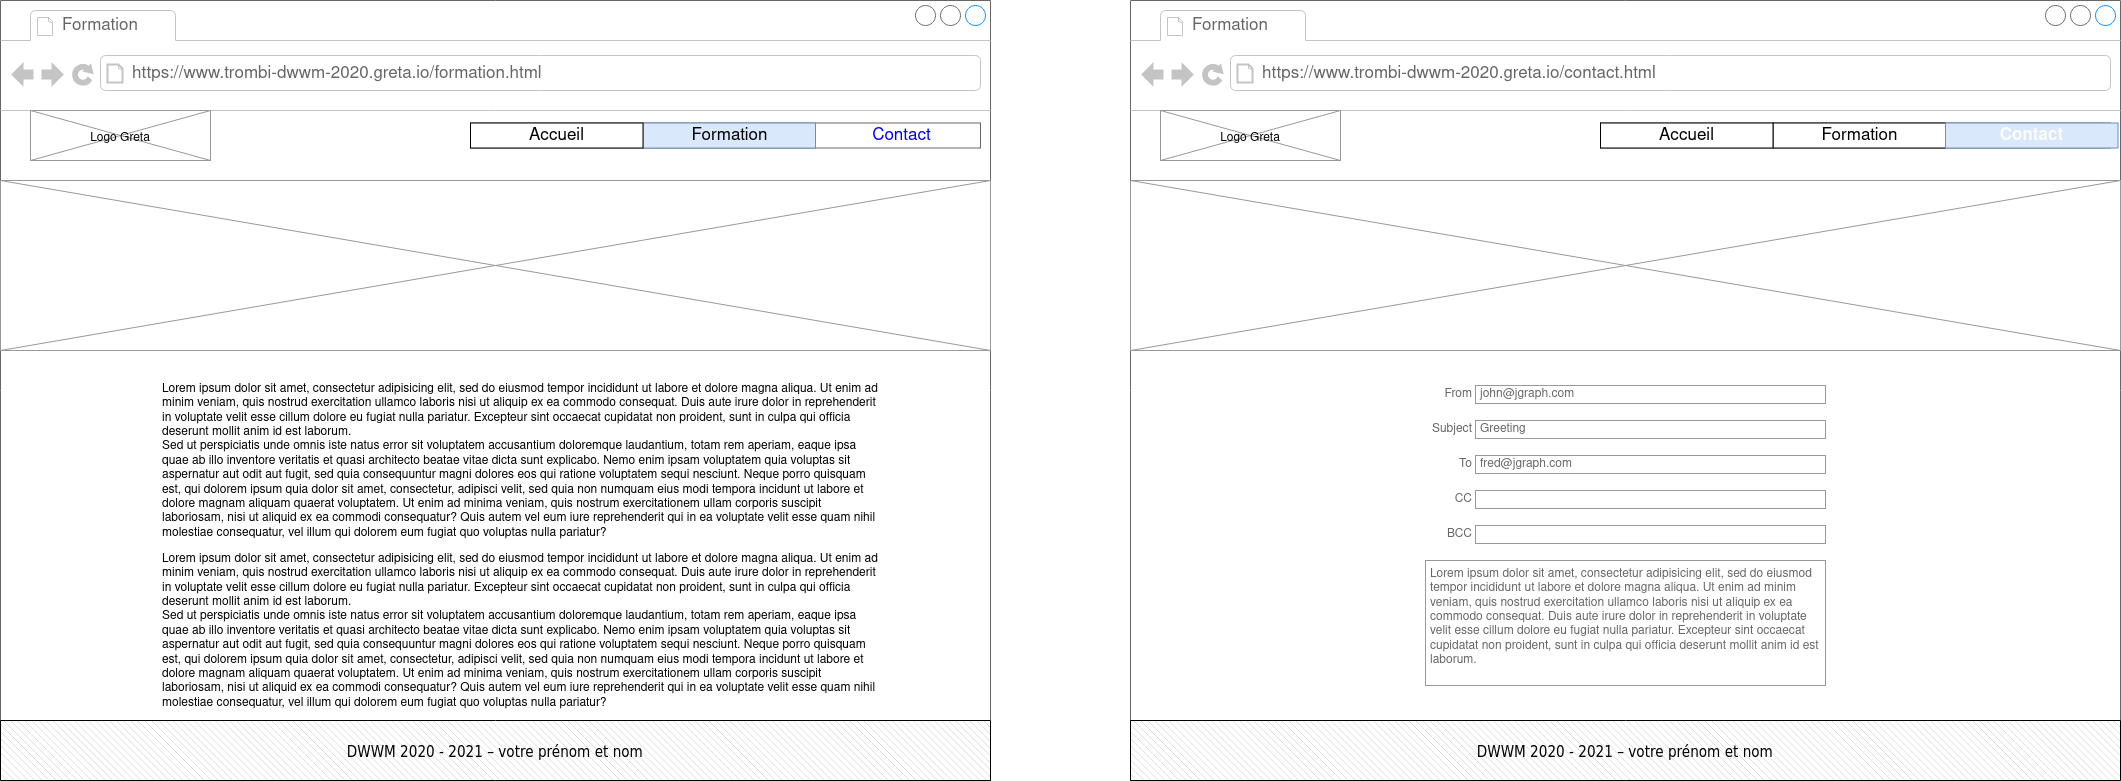 Formation
https://www.trombi-dwwm-2020.greta.io/formation.html
Logo Greta
Accueil
Formation
Contact
Lorem ipsum dolor sit amet, consectetur adipisicing elit, sed do eiusmod tempor incididunt ut labore et dolore magna aliqua. Ut enim ad
minim veniam, quis nostrud exercitation ullamco laboris nisi ut aliquip ex ea commodo consequat. Duis aute irure dolor in reprehenderit
in voluptate velit esse cillum dolore eu fugiat nulla pariatur. Excepteur sint occaecat cupidatat non proident, sunt in culpa qui officia
deserunt mollit anim id est laborum.
Sed ut perspiciatis unde omnis iste natus error sit voluptatem accusantium doloremque laudantium, totam rem aperiam, eaque ipsa
quae ab illo inventore veritatis et quasi architecto beatae vitae dicta sunt explicabo. Nemo enim ipsam voluptatem quia voluptas sit
aspernatur aut odit aut fugit, sed quia consequuntur magni dolores eos qui ratione voluptatem sequi nesciunt. Neque porro quisquam
est, qui dolorem ipsum quia dolor sit amet, consectetur, adipisci velit, sed quia non numquam eius modi tempora incidunt ut labore et
dolore magnam aliquam quaerat voluptatem. Ut enim ad minima veniam, quis nostrum exercitationem ullam corporis suscipit
laboriosam, nisi ut aliquid ex ea commodi consequatur? Quis autem vel eum iure reprehenderit qui in ea voluptate velit esse quam nihil
molestiae consequatur, vel illum qui dolorem eum fugiat quo voluptas nulla pariatur?
Lorem ipsum dolor sit amet, consectetur adipisicing elit, sed do eiusmod tempor incididunt ut labore et dolore magna aliqua. Ut enim ad
minim veniam, quis nostrud exercitation ullamco laboris nisi ut aliquip ex ea commodo consequat. Duis aute irure dolor in reprehenderit
in voluptate velit esse cillum dolore eu fugiat nulla pariatur. Excepteur sint occaecat cupidatat non proident, sunt in culpa qui officia
deserunt mollit anim id est laborum.
Sed ut perspiciatis unde omnis iste natus error sit voluptatem accusantium doloremque laudantium, totam rem aperiam, eaque ipsa
quae ab illo inventore veritatis et quasi architecto beatae vitae dicta sunt explicabo. Nemo enim ipsam voluptatem quia voluptas sit
aspernatur aut odit aut fugit, sed quia consequuntur magni dolores eos qui ratione voluptatem sequi nesciunt. Neque porro quisquam
est, qui dolorem ipsum quia dolor sit amet, consectetur, adipisci velit, sed quia non numquam eius modi tempora incidunt ut labore et
dolore magnam aliquam quaerat voluptatem. Ut enim ad minima veniam, quis nostrum exercitationem ullam corporis suscipit
laboriosam, nisi ut aliquid ex ea commodi consequatur? Quis autem vel eum iure reprehenderit qui in ea voluptate velit esse quam nihil
molestiae consequatur, vel illum qui dolorem eum fugiat quo voluptas nulla pariatur?
DWWM 2020 - 2021 – votre prénom et nom
Formation
https://www.trombi-dwwm-2020.greta.io/contact.html
Logo Greta
Accueil
Formation
Contact
From john@jgraph.com
Subject Greeting
To fred@jgraph.com
CC
BCC
Lorem ipsum dolor sit amet, consectetur adipisicing elit, sed do eiusmod
tempor incididunt ut labore et dolore magna aliqua. Ut enim ad minim
veniam, quis nostrud exercitation ullamco laboris nisi ut aliquip ex ea
commodo consequat. Duis aute irure dolor in reprehenderit in voluptate
velit esse cillum dolore eu fugiat nulla pariatur. Excepteur sint occaecat
cupidatat non proident, sunt in culpa qui officia deserunt mollit anim id est
laborum.
DWWM 2020 - 2021 – votre prénom et nom